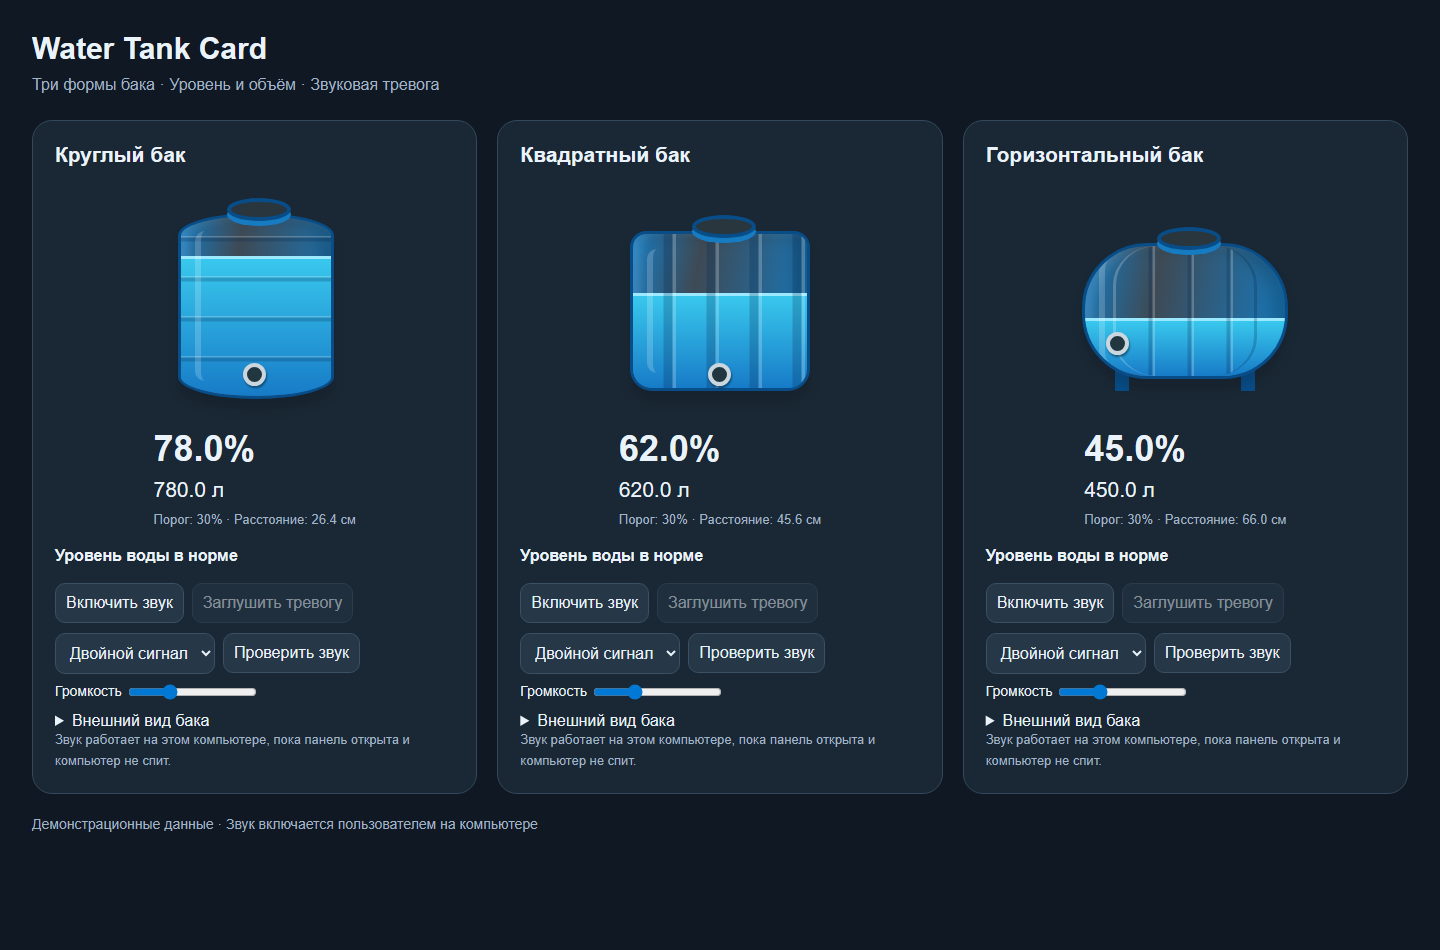 Water Tank Card
Три формы бака · Уровень и объём · Звуковая тревога
Круглый бак
78.0%
780.0 л
Порог: 30% · Расстояние: 26.4 см
Уровень воды в норме
Включить звук Заглушить тревогу
Двойной сигнал Проверить звук
Громкость
Внешний вид бака
Звук работает на этом компьютере, пока панель открыта и
компьютер не спит.
Квадратный бак
62.0%
620.0 л
Порог: 30% · Расстояние: 45.6 см
Уровень воды в норме
Включить звук Заглушить тревогу
Двойной сигнал Проверить звук
Громкость
Внешний вид бака
Звук работает на этом компьютере, пока панель открыта и
компьютер не спит.
Горизонтальный бак
45.0%
450.0 л
Порог: 30% · Расстояние: 66.0 см
Уровень воды в норме
Включить звук Заглушить тревогу
Двойной сигнал Проверить звук
Громкость
Внешний вид бака
Звук работает на этом компьютере, пока панель открыта и
компьютер не спит.
Демонстрационные данные · Звук включается пользователем на компьютере